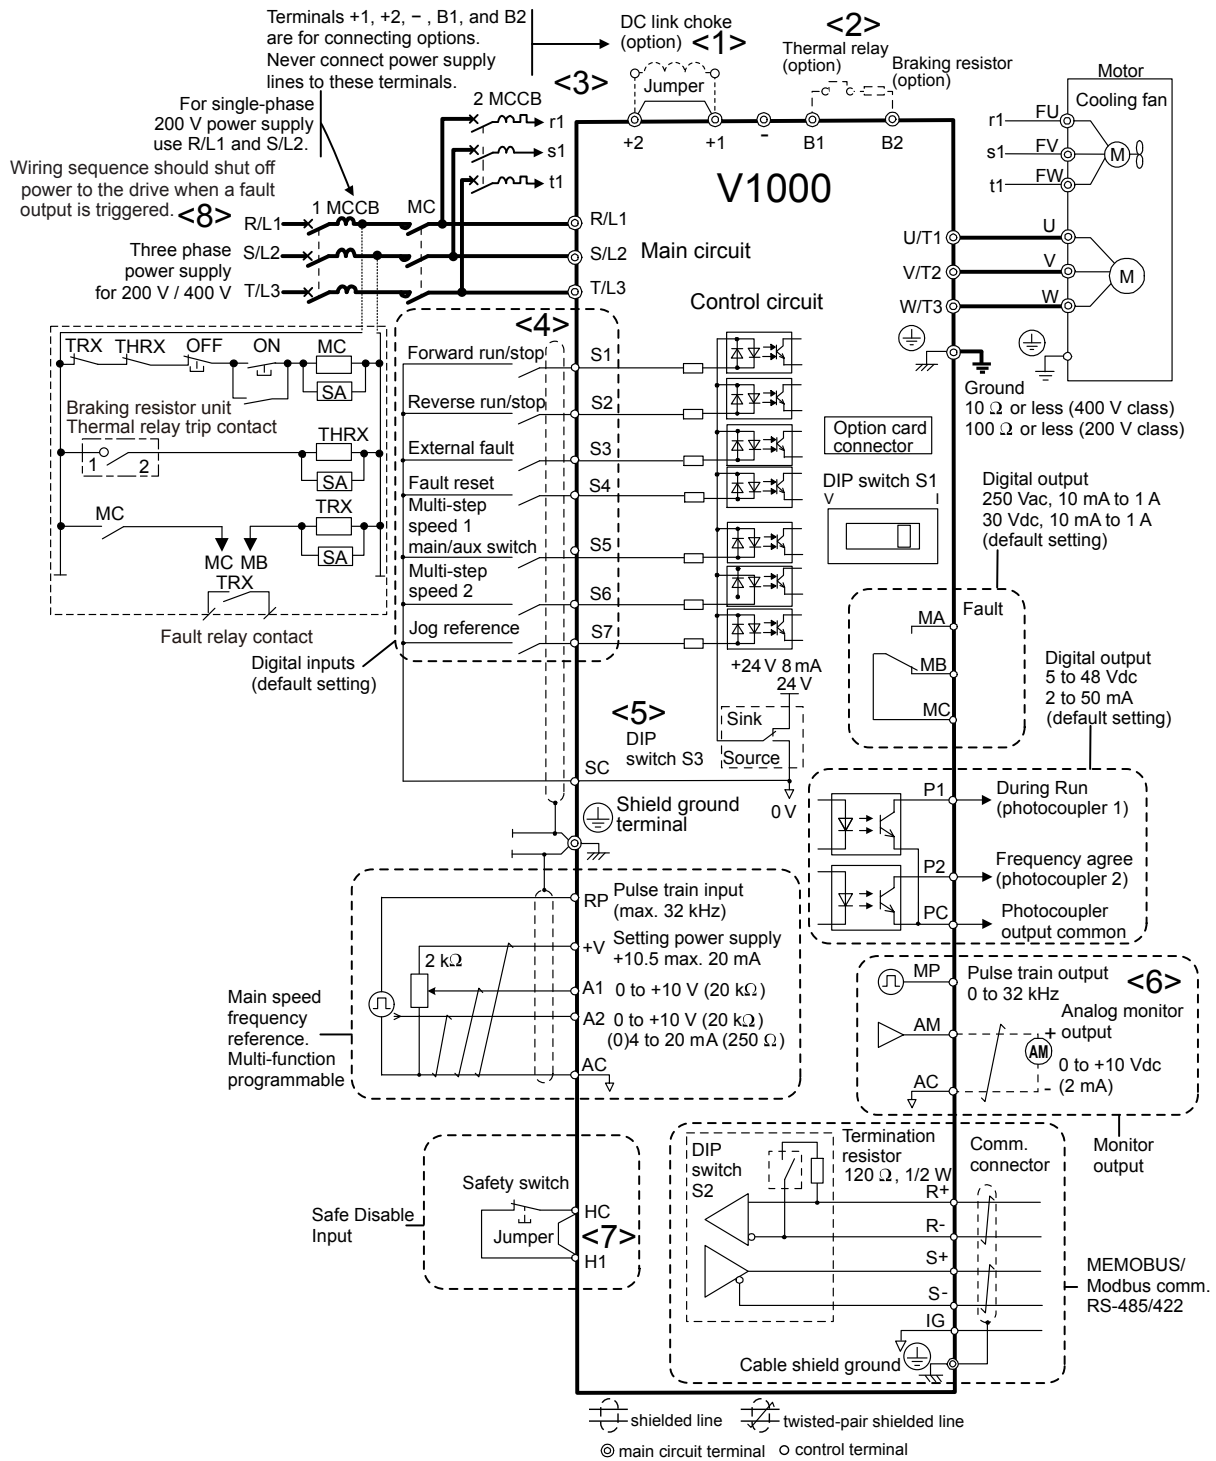 Terminals +1, +2, − , B1, and B2
are for connecting options.
Never connect power supply
lines to these terminals.
DC link choke
(option) <1>
Jumper
<2>
Thermal relay
(option)
Braking resistor
(option)
<3>
2 MCCB
r1
s1
t1
For single-phase
200 V power supply
use R/L1 and S/L2.
Wiring sequence should shut off
power to the drive when a fault
output is triggered. <8>
1 MCCB
MC
R/L1
S/L2
T/L3
Three phase
power supply
for 200 V / 400 V
+2
+1
−
B1
B2
V1000
R/L1
S/L2
T/L3
Main circuit
Control circuit
Motor
Cooling fan
r1
FU
s1
FV
t1
FW
M
U/T1
U
V/T2
V
W/T3
W
M
Ground
10 Ω or less (400 V class)
100 Ω or less (200 V class)
TRX
THRX
OFF
ON
MC
SA
Braking resistor unit
Thermal relay trip contact
1
2
THRX
SA
MC
TRX
SA
MC MB
TRX
Fault relay contact
<4>
Forward run/stop
S1
Reverse run/stop
S2
External fault
S3
Fault reset
S4
Multi-step
speed 1
main/aux switch
S5
Multi-step
speed 2
S6
Jog reference
S7
Digital inputs
(default setting)
Option card
connector
DIP switch S1
V
I
+24 V 8 mA
24 V
<5>
DIP
switch S3
Sink
Source
0 V
SC
Shield ground
terminal
Digital output
250 Vac, 10 mA to 1 A
30 Vdc, 10 mA to 1 A
(default setting)
Fault
MA
MB
MC
Digital output
5 to 48 Vdc
2 to 50 mA
(default setting)
P1
During Run
(photocoupler 1)
P2
Frequency agree
(photocoupler 2)
PC
Photocoupler
output common
Main speed
frequency
reference.
Multi-function
programmable
2 kΩ
RP
Pulse train input
(max. 32 kHz)
+V
Setting power supply
+10.5 max. 20 mA
A1
0 to +10 V (20 kΩ)
A2
0 to +10 V (20 kΩ)
(0)4 to 20 mA (250 Ω)
AC
MP
Pulse train output
0 to 32 kHz
<6>
AM
+
Analog monitor
output
AM
0 to +10 Vdc
(2 mA)
AC
-
Monitor
output
Safe Disable
Input
Safety switch
Jumper
HC
<7>
H1
DIP
switch
S2
Termination
resistor
120 Ω, 1/2 W
Comm.
connector
R+
R-
S+
S-
IG
Cable shield ground
MEMOBUS/
Modbus comm.
RS-485/422
shielded line
twisted-pair shielded line
main circuit terminal
control terminal